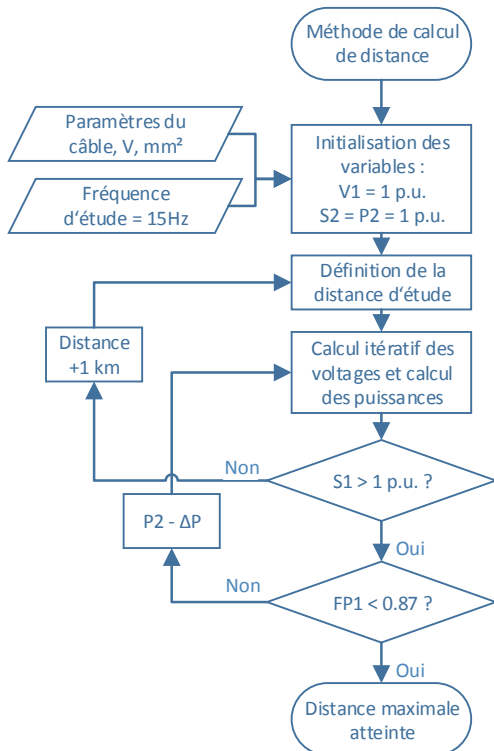 Méthode de calcul
de distance
Paramètres du
câble, V, mm²
Fréquence
d‘étude = 15Hz
Initialisation des
variables :
V1 = 1 p.u.
S2 = P2 = 1 p.u.
Définition de la
distance d‘étude
Distance
+1 km
Calcul itératif des
voltages et calcul
des puissances
Non
S1 > 1 p.u. ?
P2 - ΔP
Oui
Non
FP1 < 0.87 ?
Oui
Distance maximale
atteinte